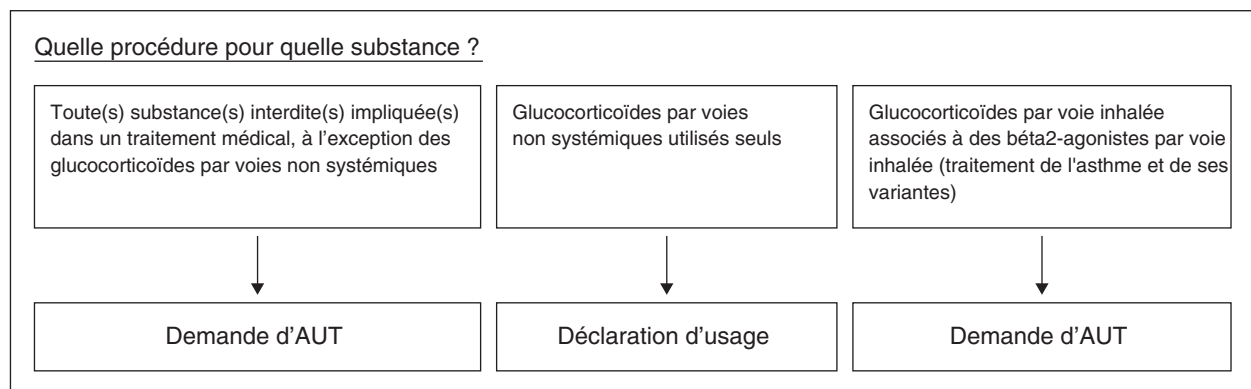 Quelle procédure pour quelle substance ?
Toute(s) substance(s) interdite(s) impliquée(s)
dans un traitement médical, à l’exception des
glucocorticoïdes par voies non systémiques
Glucocorticoïdes par voies
non systémiques utilisés seuls
Glucocorticoïdes par voie inhalée
associés à des béta2-agonistes par voie
inhalée (traitement de l'asthme et de ses
variantes)
Demande d’AUT
Déclaration d’usage
Demande d’AUT